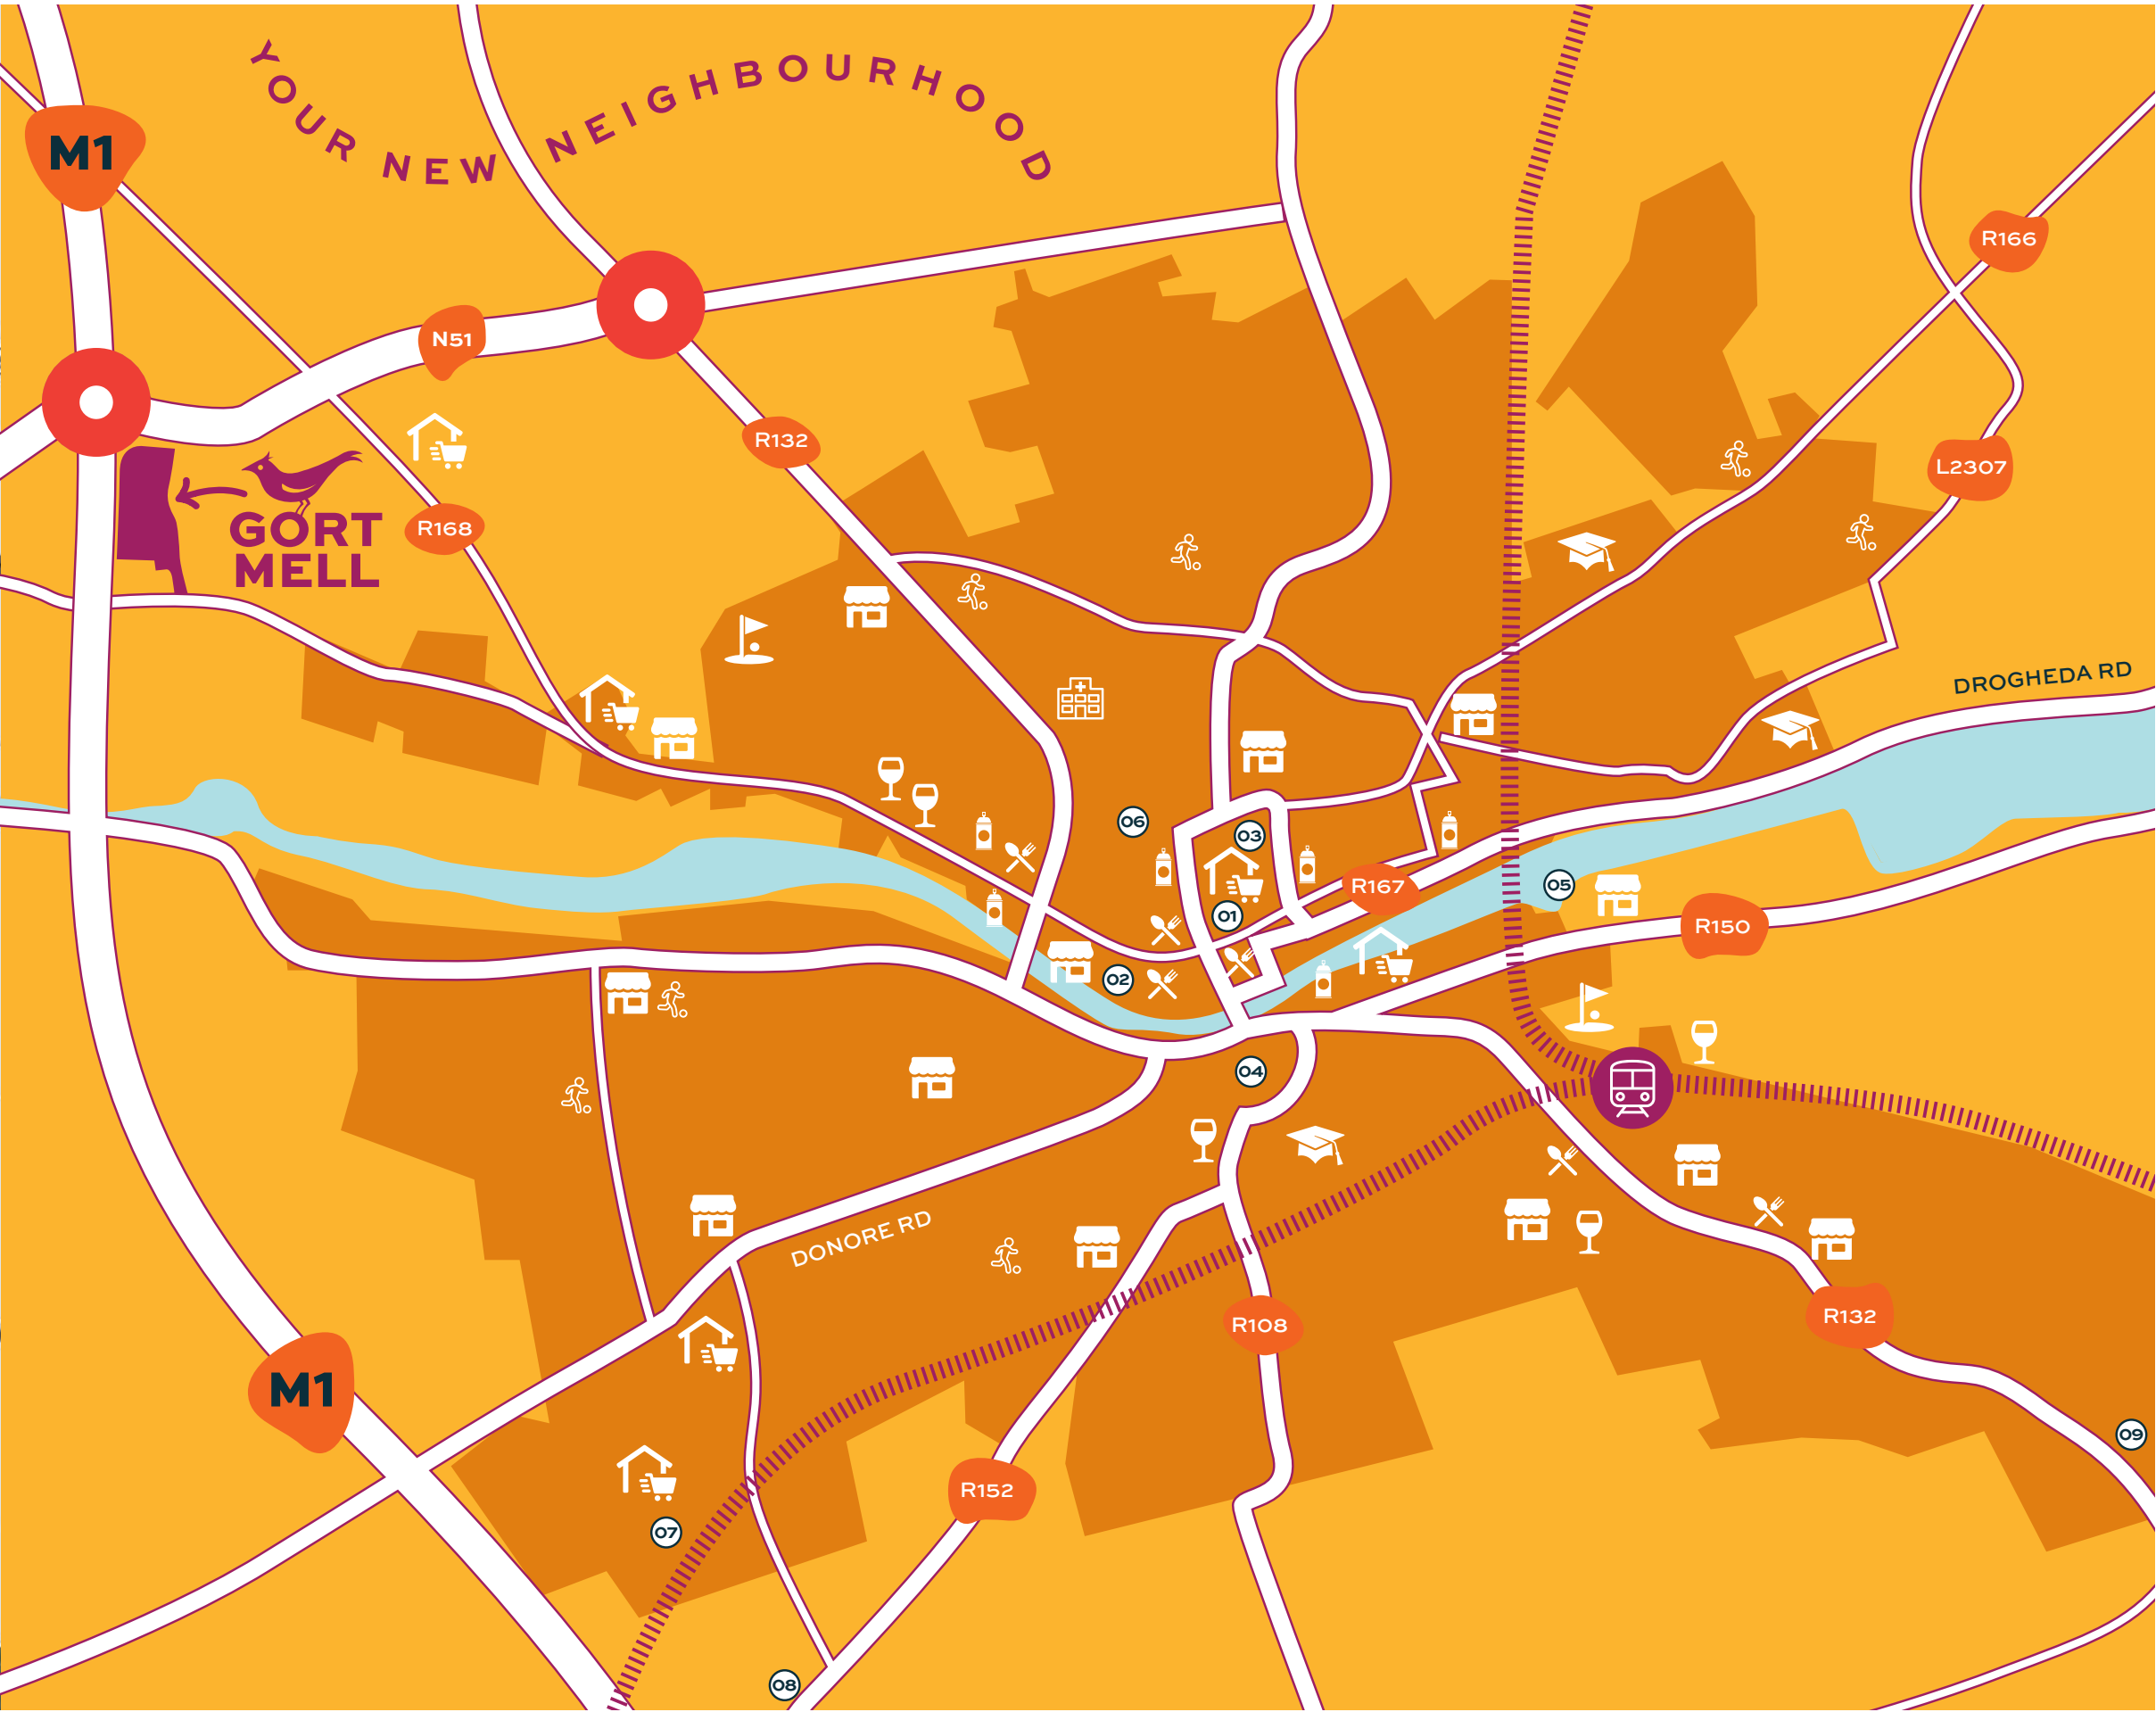 YOUR NEW NEIGHBOURHOOD
M1
R166
N51
R132
L2307
GORT
MELL
R168
DROGHEDA RD
06
03
R167
05
01
R150
02
04
DONORE RD
R108
R132
M1
09
R152
07
08